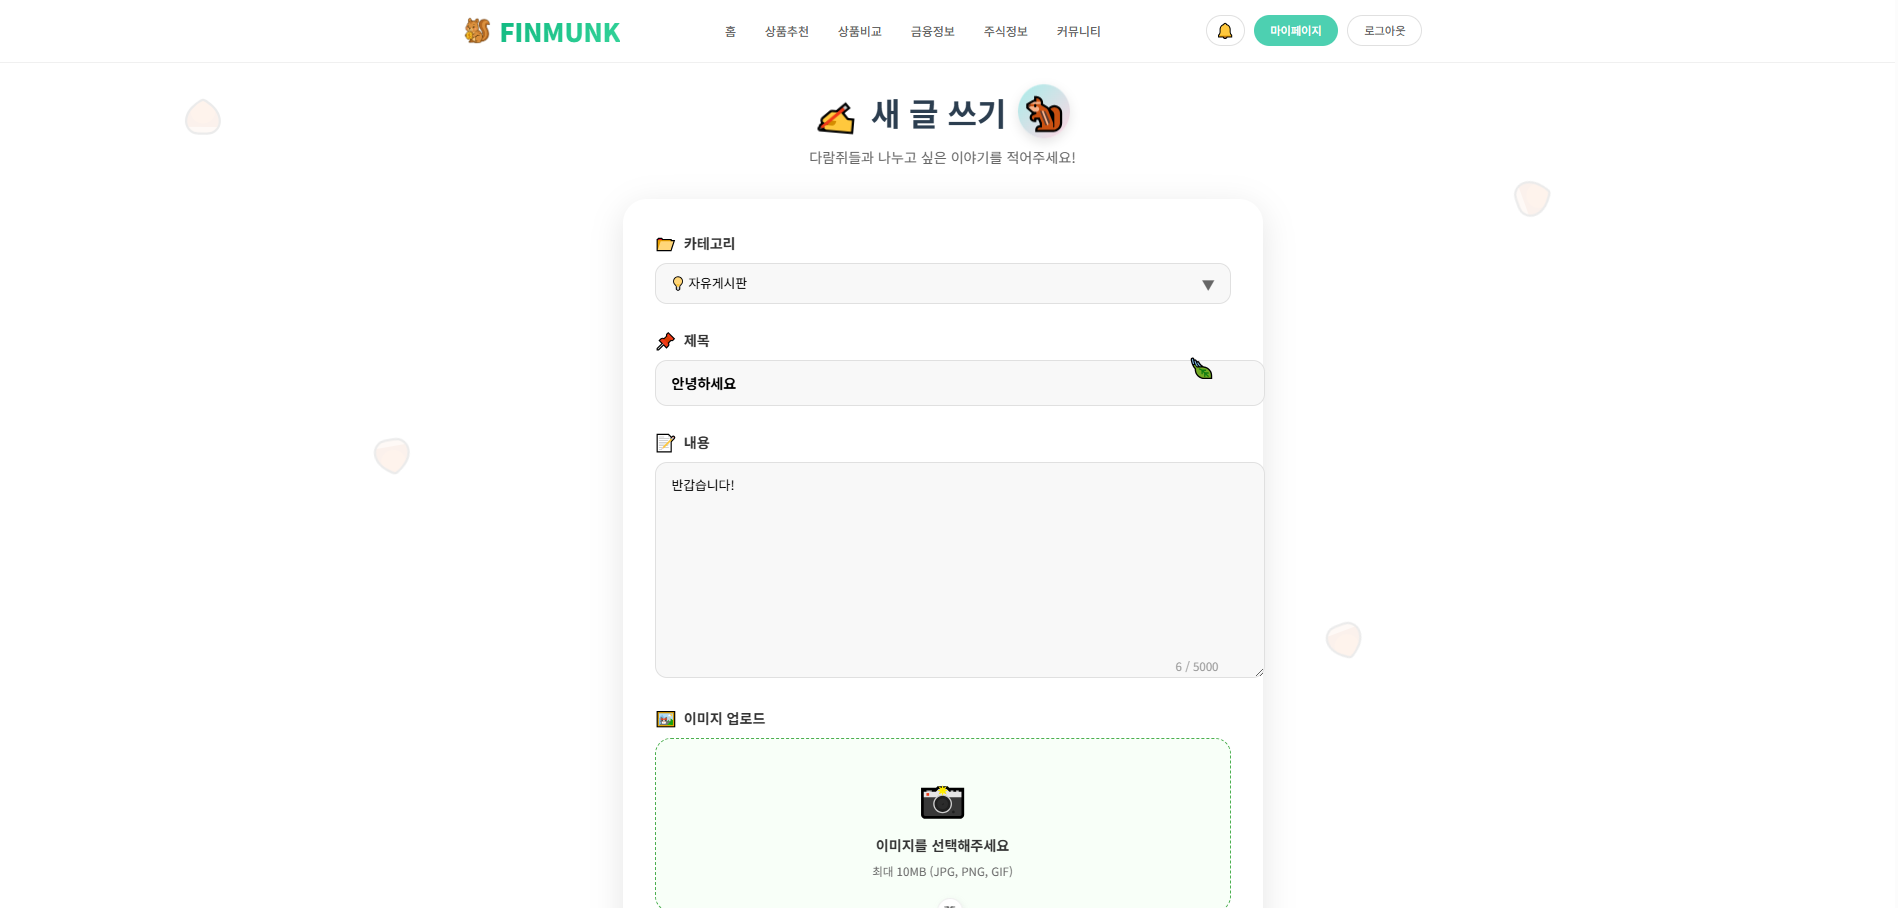 FINMUNK
홈 상품추천 상품비교 금융정보 주식정보 커뮤니티
마이페이지 로그아웃
새 글 쓰기
다람쥐들과 나누고 싶은 이야기를 적어주세요!
카테고리
자유게시판
제목
안녕하세요
내용
반갑습니다!
6 / 5000
이미지 업로드
이미지를 선택해주세요
최대 10MB (JPG, PNG, GIF)